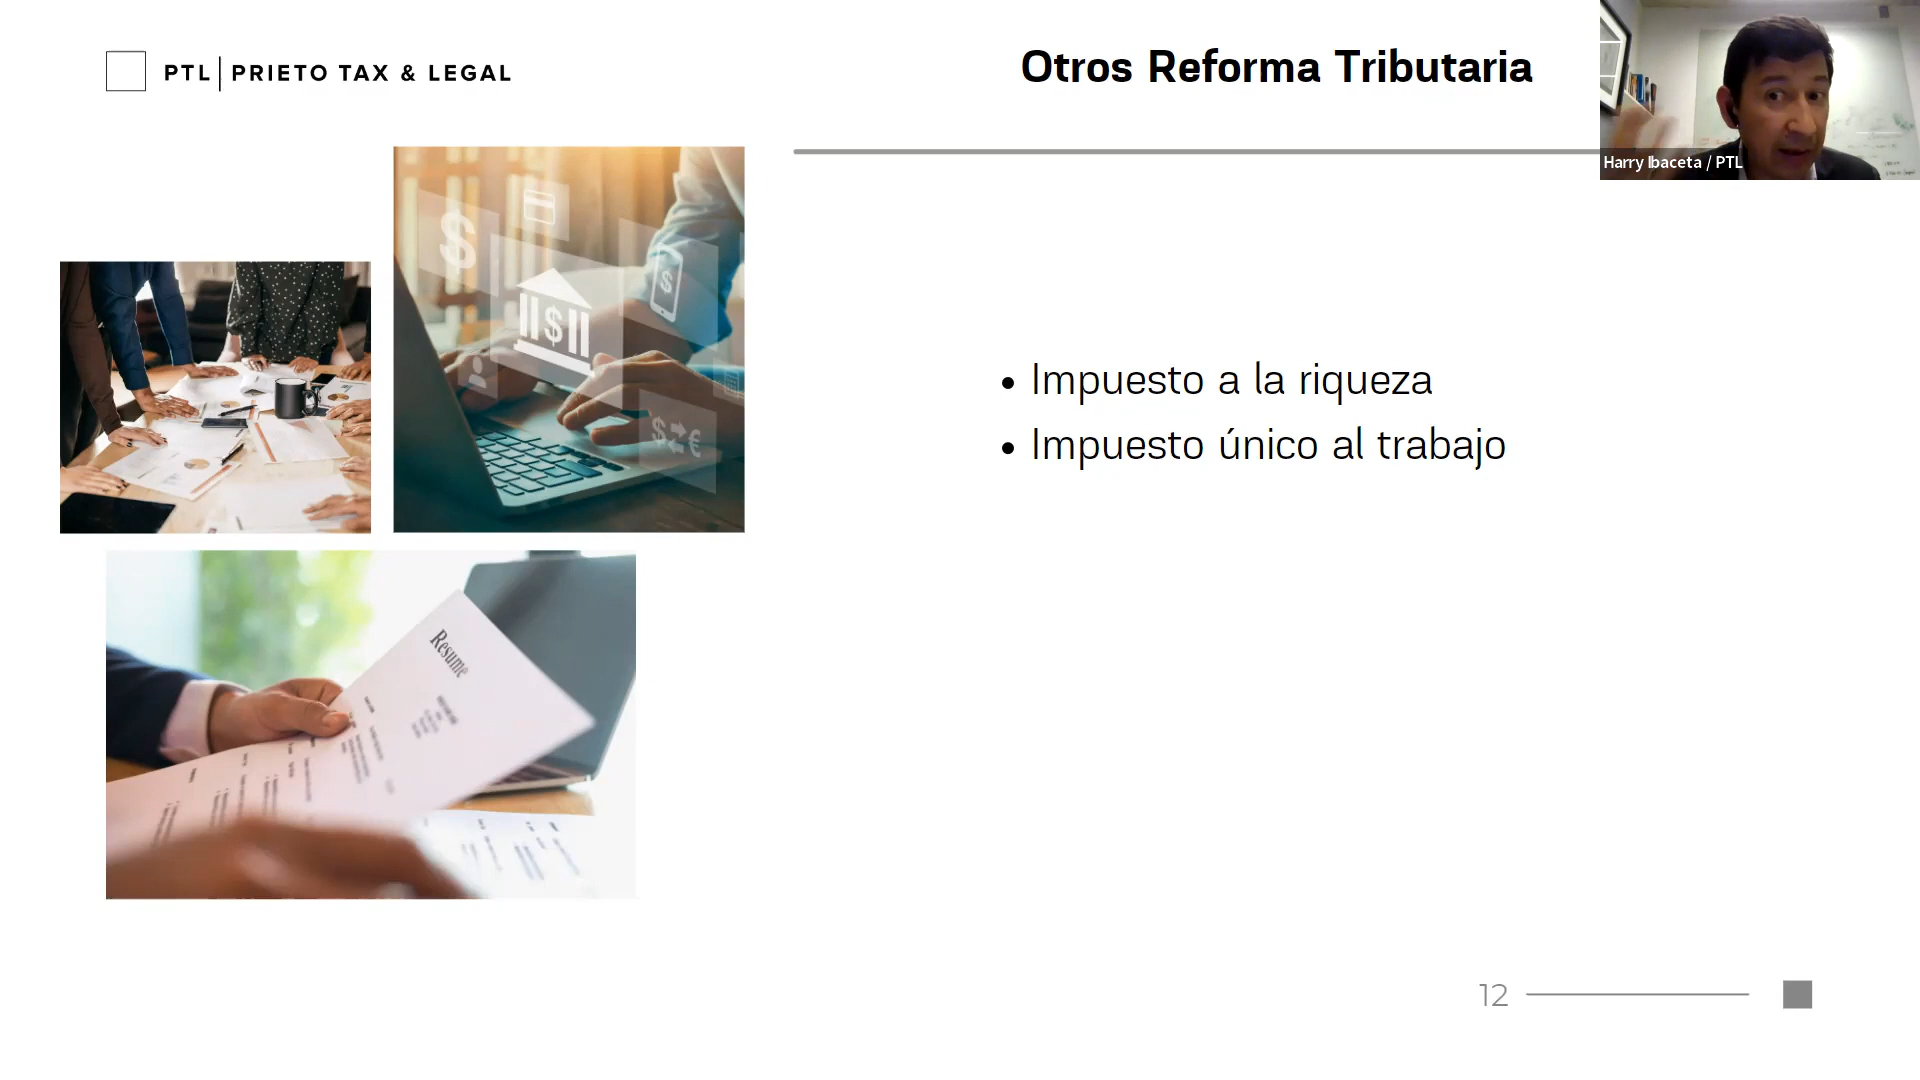 PTL | PRIETO TAX & LEGAL
Otros Reforma Tributaria
Harry Ibaceta / PTL
• Impuesto a la riqueza
• Impuesto único al trabajo
Resume
12